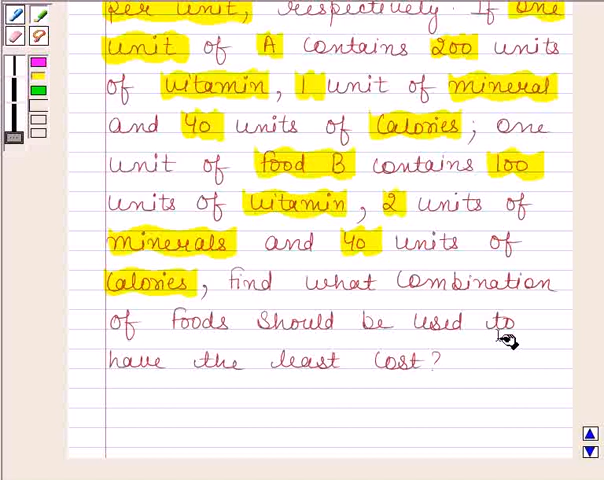 per unit, respectively. If one
unit of A contains 200 units
of vitamin, 1 unit of mineral
and 40 units of Calories; one
unit of food B contains 100
units of vitamin, 2 units of
minerals and 40 units of
Calories, find what combination
of foods should be used to
have the least cost?